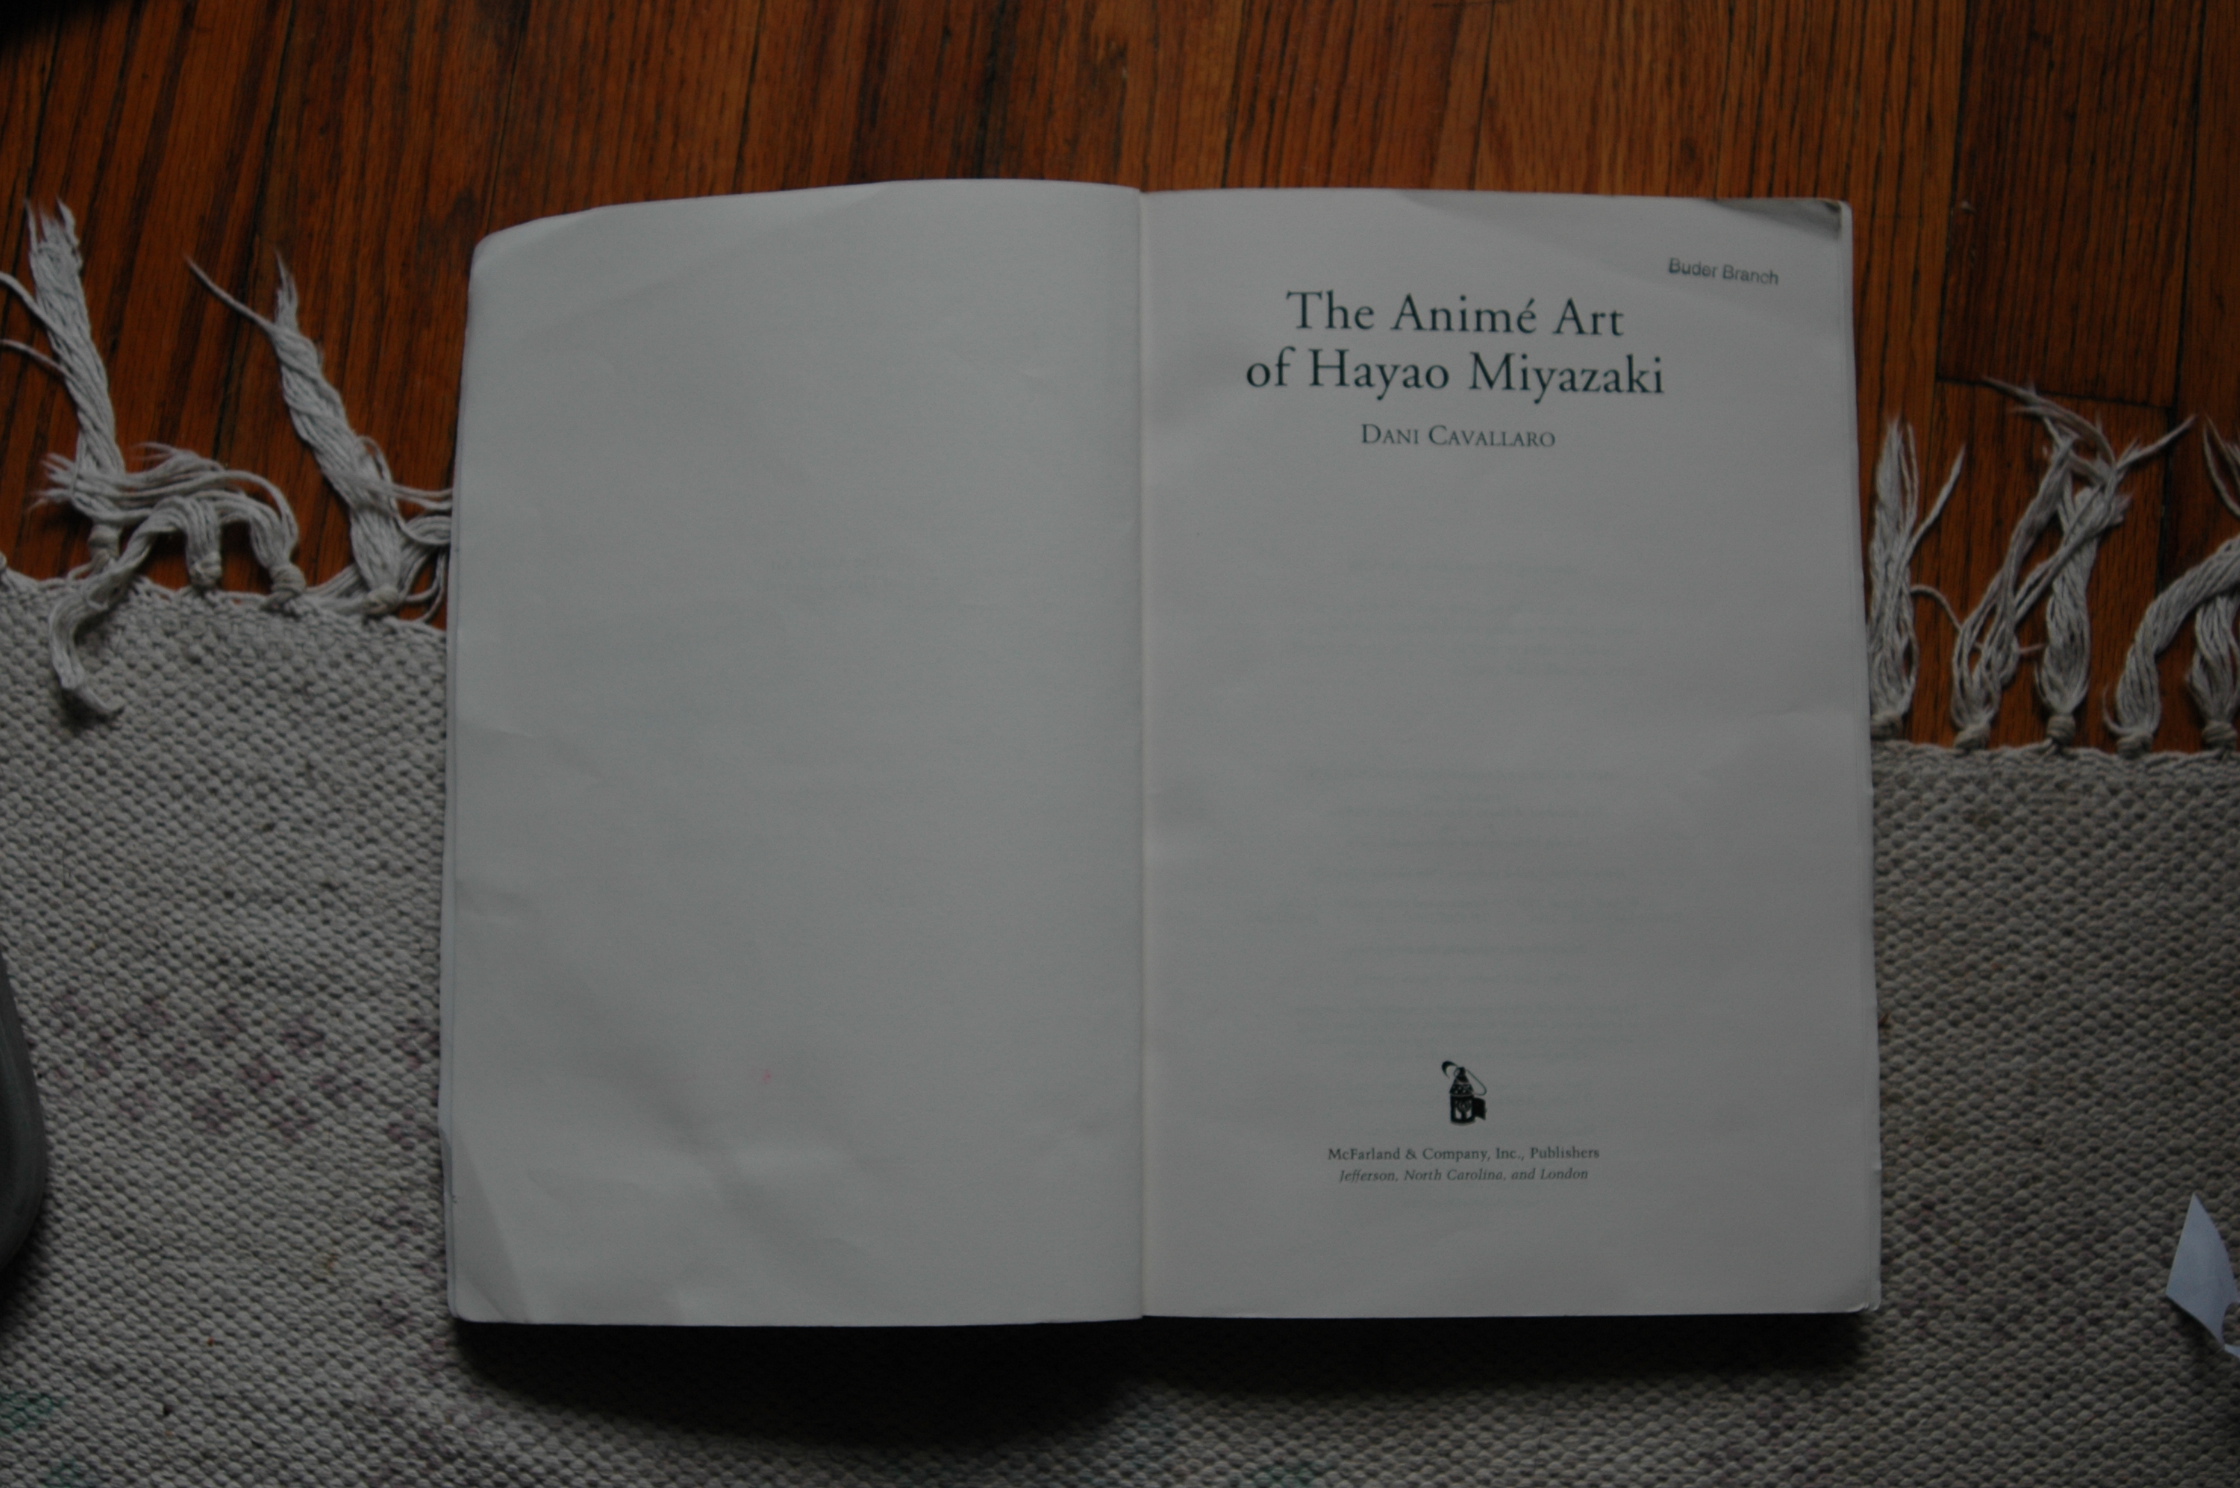 Buder Branch
The Animé Art
of Hayao Miyazaki
DANI CAVALLARO
McFarland & Company, Inc., Publishers
Jefferson, North Carolina, and London